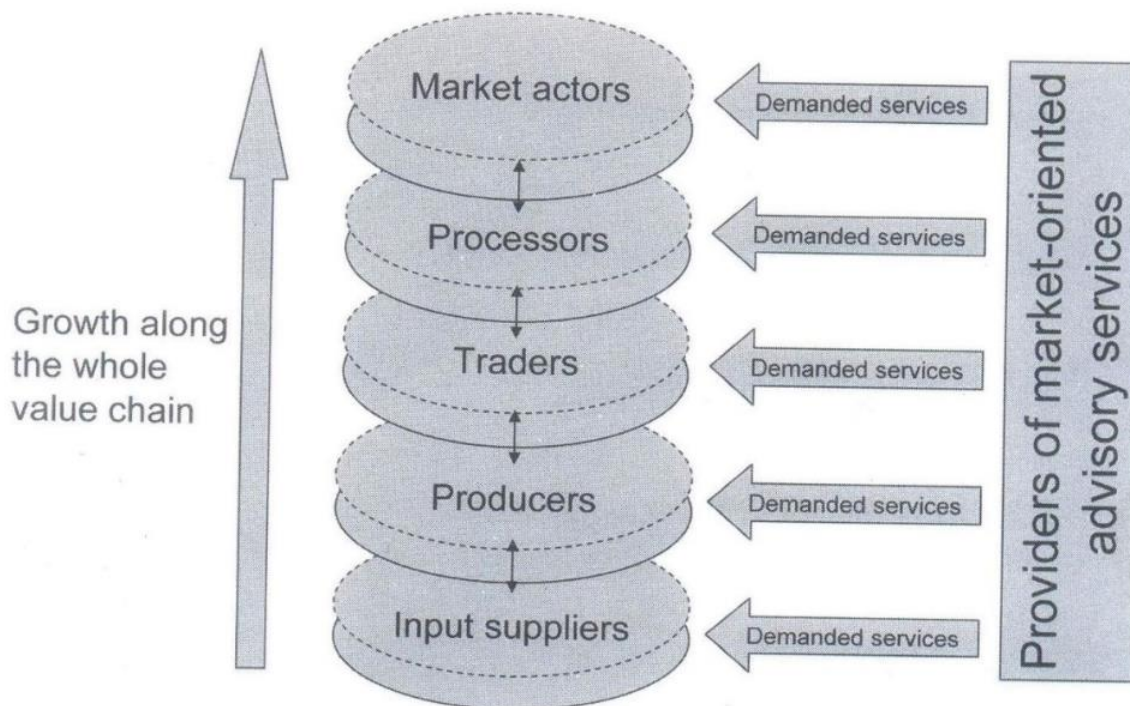 Market actors
Demanded services
Processors
Demanded services
Growth along
the whole
value chain
Traders
Demanded services
Producers
Demanded services
Input suppliers
Demanded services
Providers of market-oriented
advisory services